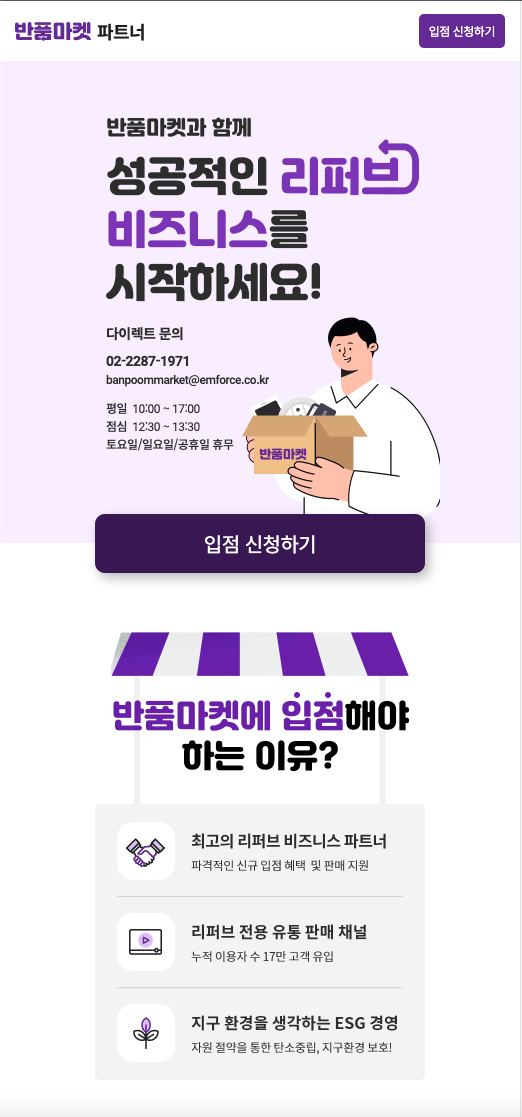 반품마켓 파트너
입점 신청하기
반품마켓과 함께
성공적인 리퍼브
비즈니스를
시작하세요!
다이렉트 문의
02-2287-1971
banpoommarket@emforce.co.kr
평일 10:00 ~ 17:00
점심 12:30 ~ 13:30
토요일/일요일/공휴일 휴무
반품마켓
입점 신청하기
반품마켓에 입점해야
하는 이유?
최고의 리퍼브 비즈니스 파트너
파격적인 신규 입점 혜택 및 판매 지원
리퍼브 전용 유통 판매 채널
누적 이용자 수 17만 고객 유입
지구 환경을 생각하는 ESG 경영
자원 절약을 통한 탄소중립, 지구환경 보호!